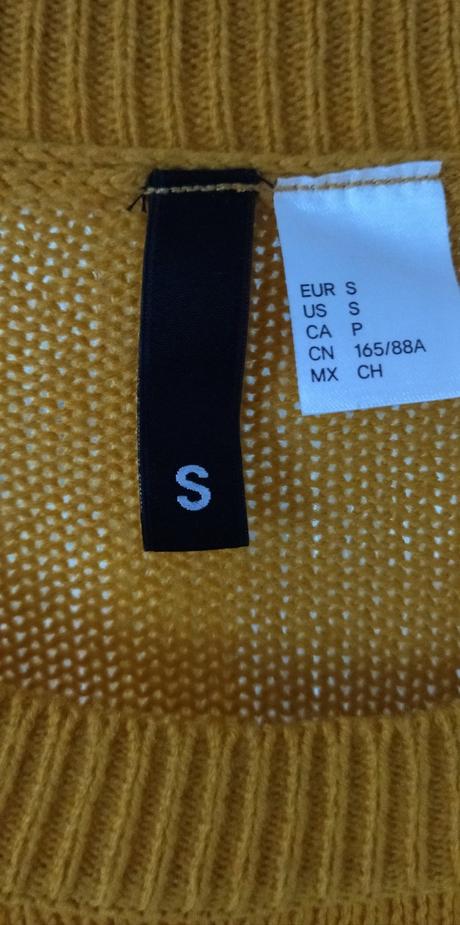 S
EUR S
US S
CA P
CN 165/88A
MX CH